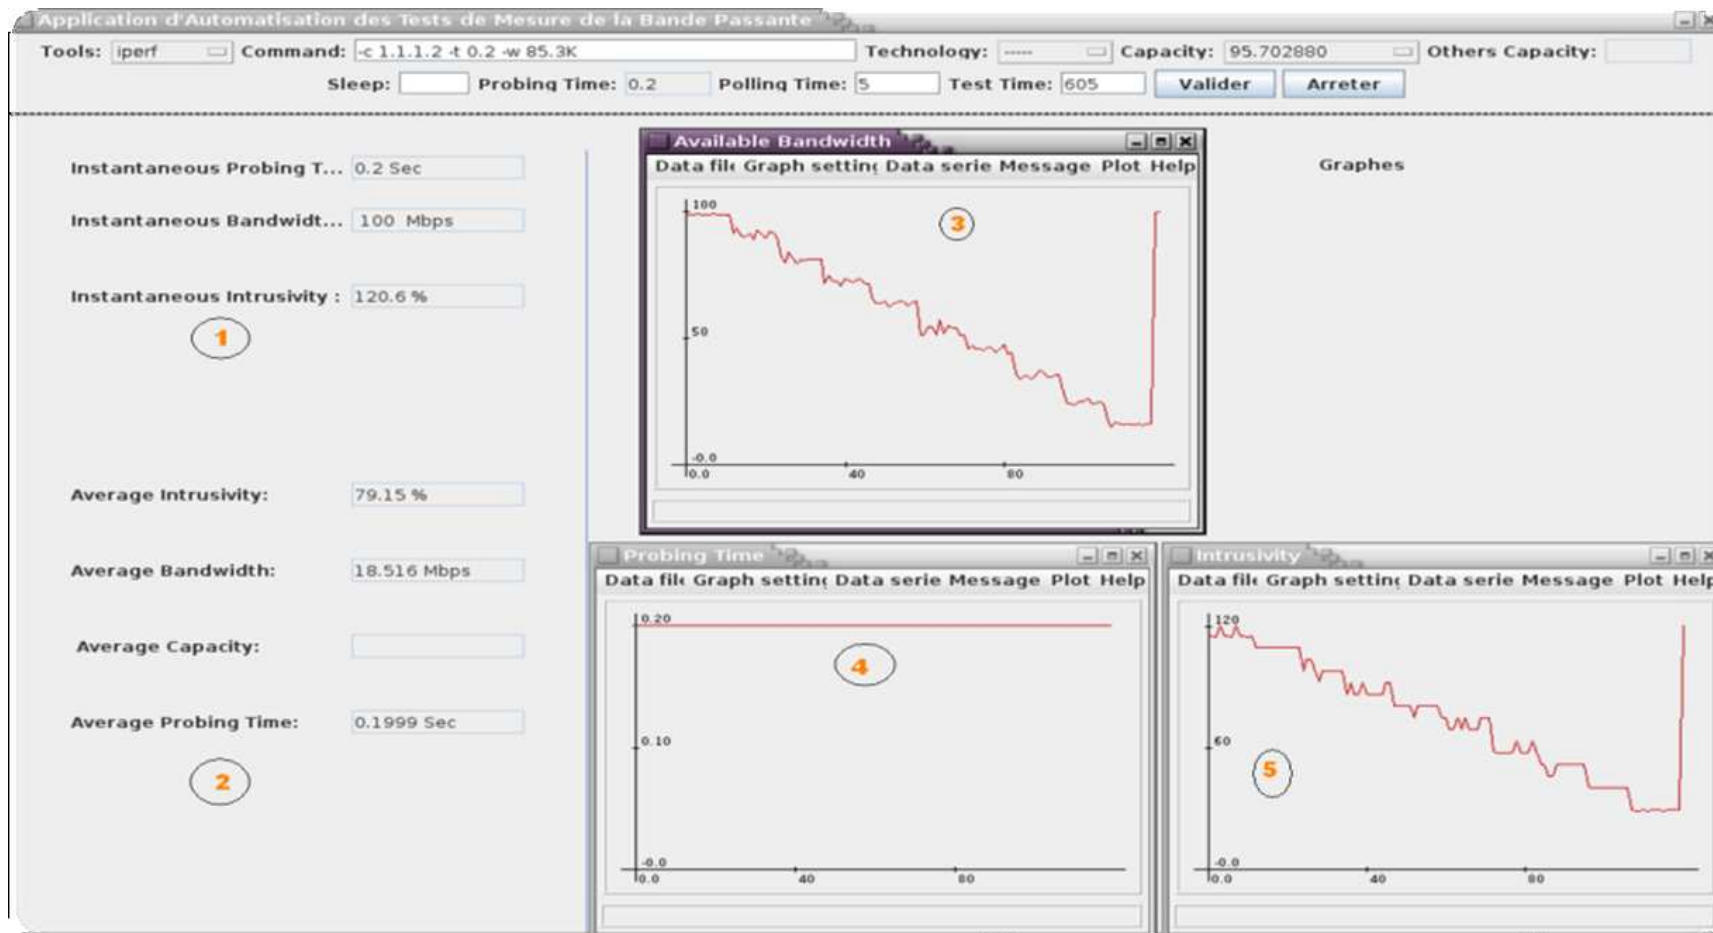 Application d'Automatisation des Tests de Mesure de la Bande Passante
Tools: iperf Command: -c 1.1.1.2 -t 0.2 -w 85.3K Technology: ----- Capacity: 95.702880 Others Capacity:
Sleep: Probing Time: 0.2 Polling Time: 5 Test Time: 605 Valider Arreter
Instantaneous Probing T... 0.2 Sec
Instantaneous Bandwidt... 100 Mbps
Instantaneous Intrusivity : 120.6 %
1
Average Intrusivity: 79.15 %
Average Bandwidth: 18.516 Mbps
Average Capacity:
Average Probing Time: 0.1999 Sec
2
Available Bandwidth
Data file Graph setting Data serie Message Plot Help
100
3
50
-0.0
0.0 40 80
Graphes
Probing Time
Data file Graph setting Data serie Message Plot Help
0.20
4
0.10
-0.0
0.0 40 80
Intrusivity
Data file Graph setting Data serie Message Plot Help
120
60
5
-0.0
0.0 40 80